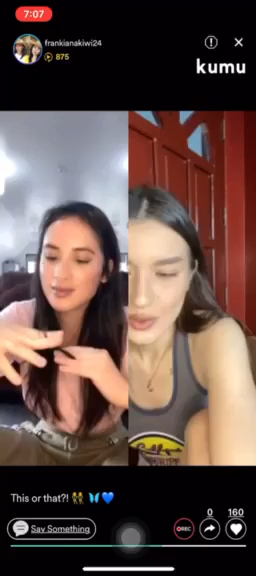 7:07
frankianakiwi24
875
kumu
This or that?! 👯 🦋💙
0 160
Say Something
REC